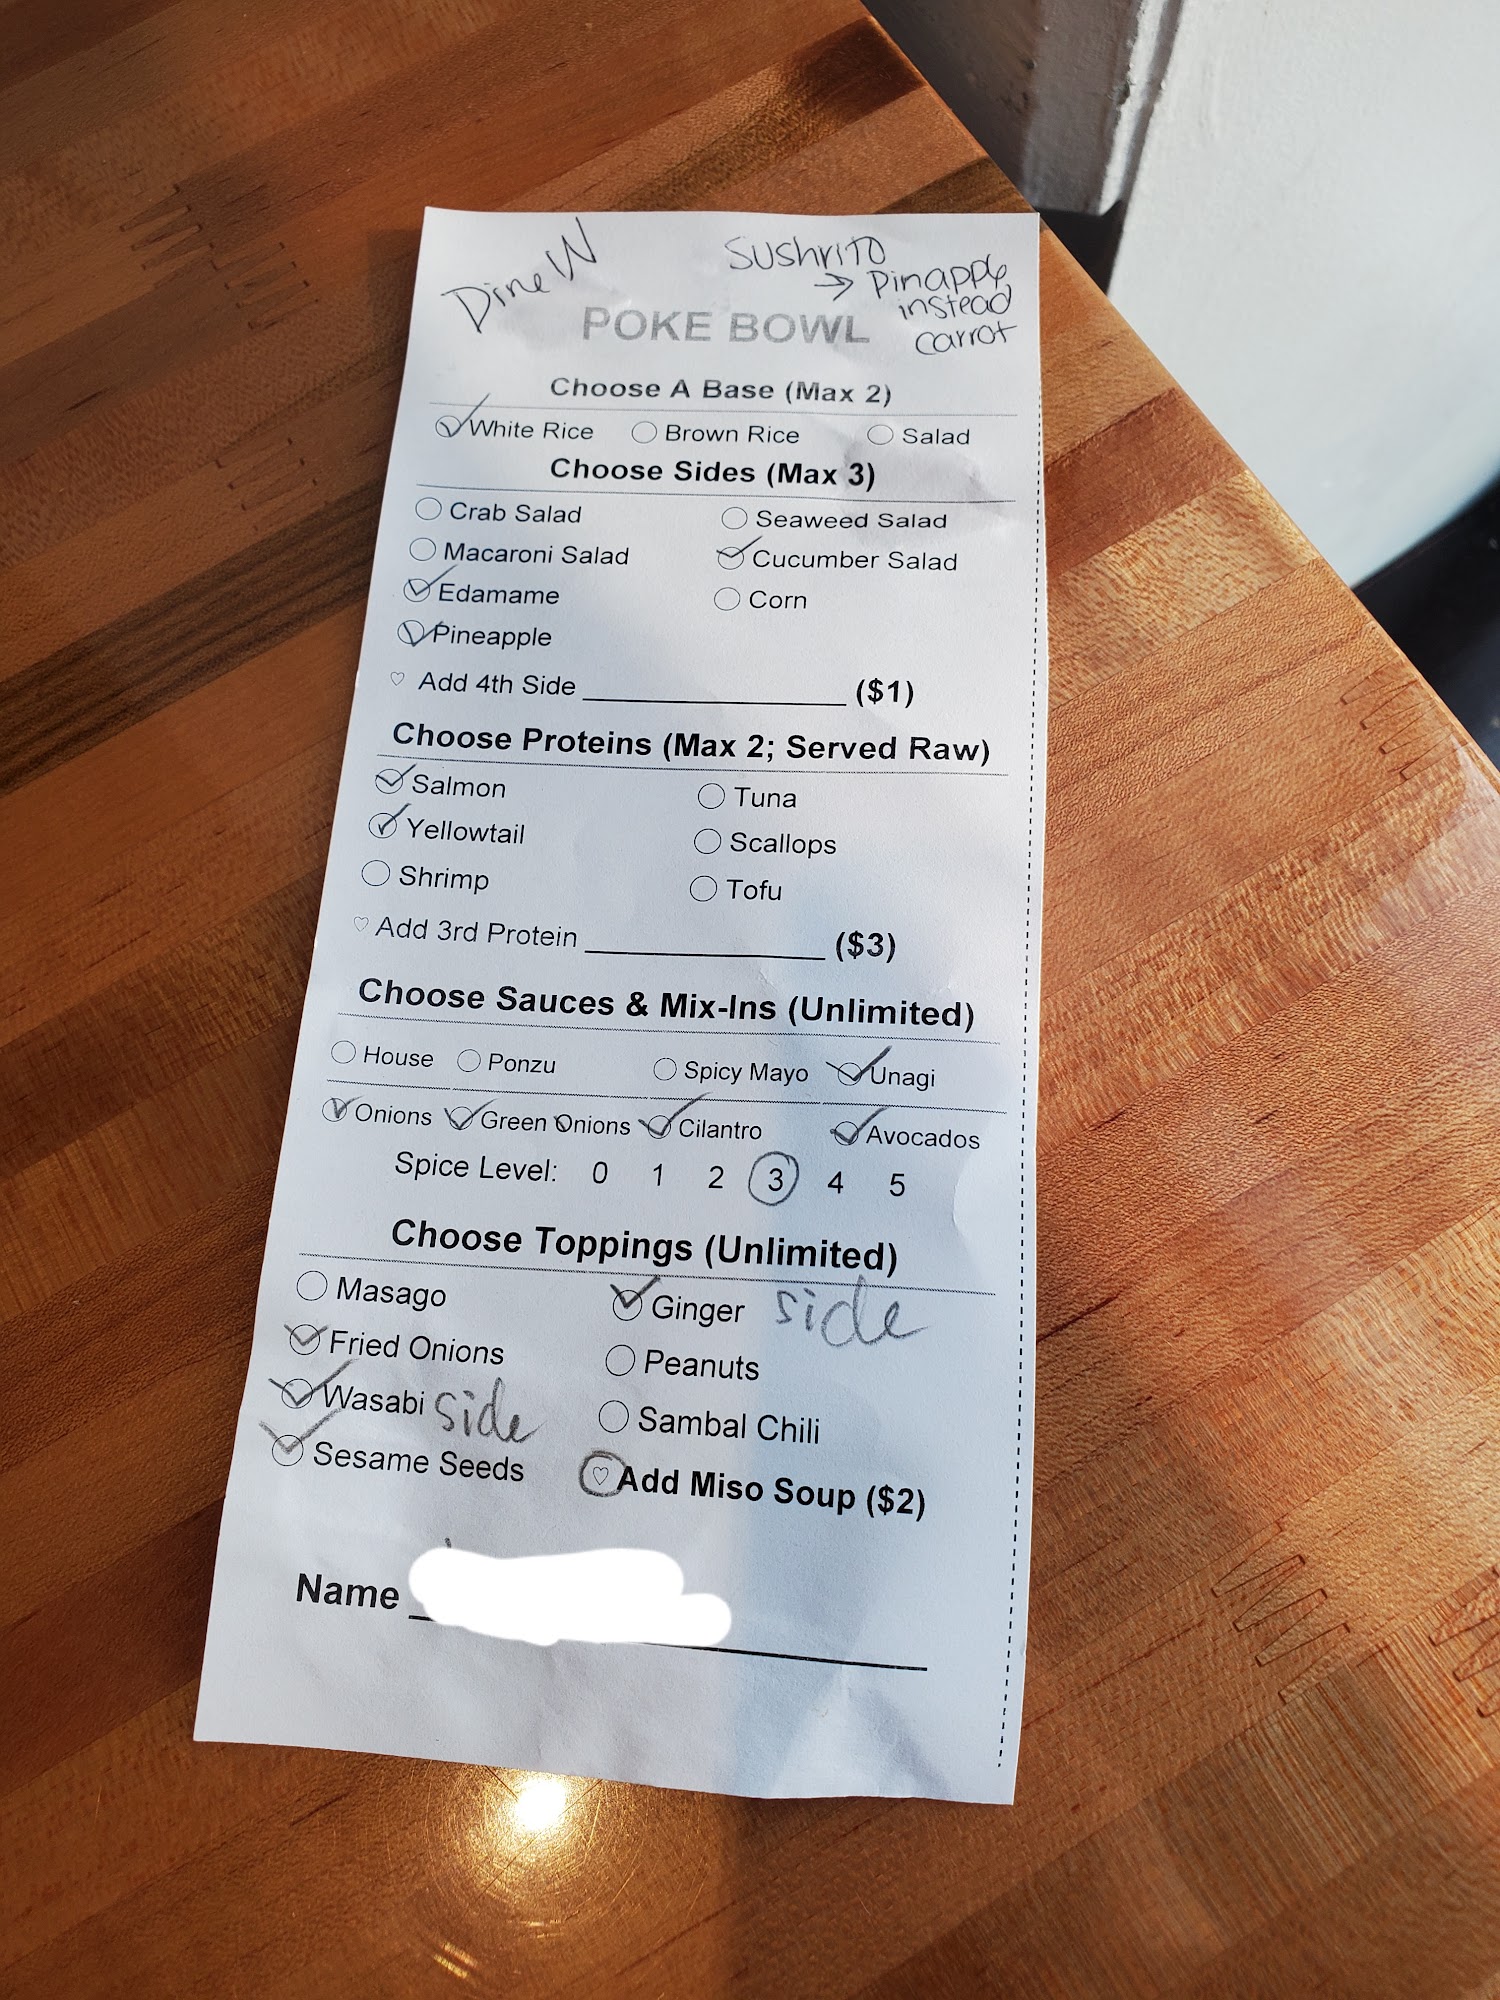 Dine IN
Sushrito
→ Pinapple
instead
carrot
POKE BOWL
Choose A Base (Max 2)
White Rice Brown Rice Salad
Choose Sides (Max 3)
Crab Salad Seaweed Salad
Macaroni Salad Cucumber Salad
Edamame Corn
Pineapple
♡ Add 4th Side ($1)
Choose Proteins (Max 2; Served Raw)
Salmon Tuna
Yellowtail Scallops
Shrimp Tofu
♡ Add 3rd Protein ($3)
Choose Sauces & Mix-Ins (Unlimited)
House Ponzu Spicy Mayo Unagi
Onions Green Onions Cilantro Avocados
Spice Level: 0 1 2 3 4 5
Choose Toppings (Unlimited)
Masago Ginger side
Fried Onions Peanuts
Wasabi side Sambal Chili
Sesame Seeds ♡ Add Miso Soup ($2)
Name